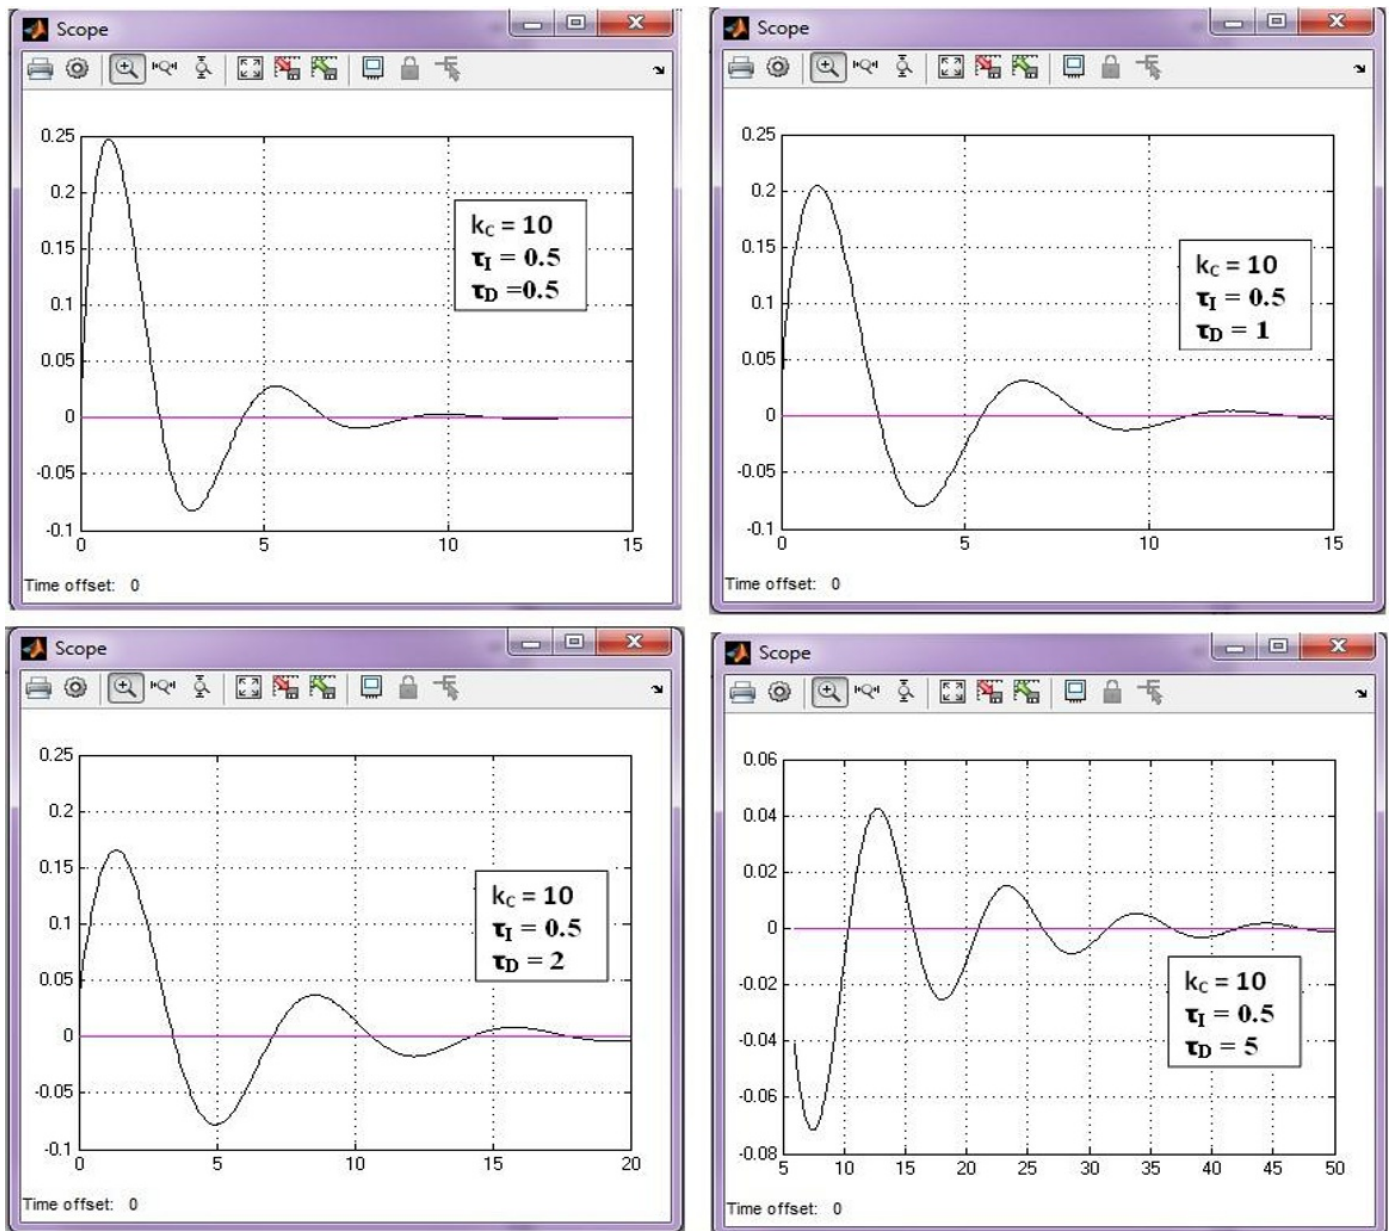 Scope
0.25
0.2
0.15
0.1
0.05
0
-0.05
-0.1
0 5 10 15
kC = 10
τI = 0.5
τD =0.5
Time offset: 0
Scope
0.25
0.2
0.15
0.1
0.05
0
-0.05
-0.1
0 5 10 15
kC = 10
τI = 0.5
τD = 1
Time offset: 0
Scope
0.25
0.2
0.15
0.1
0.05
0
-0.05
-0.1
0 5 10 15 20
kC = 10
τI = 0.5
τD = 2
Time offset: 0
Scope
0.06
0.04
0.02
0
-0.02
-0.04
-0.06
-0.08
5 10 15 20 25 30 35 40 45 50
kC = 10
τI = 0.5
τD = 5
Time offset: 0